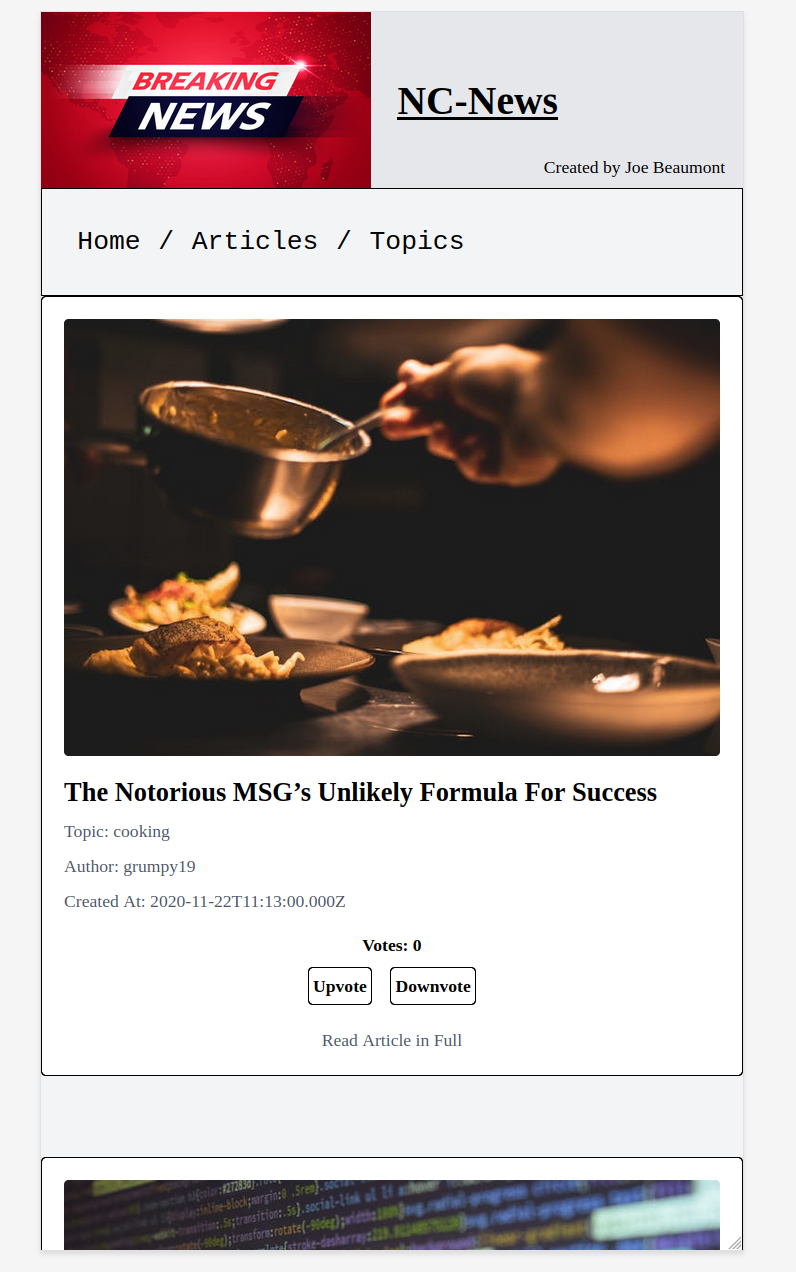 BREAKING
NEWS
NC-News
Created by Joe Beaumont
Home / Articles / Topics
The Notorious MSG’s Unlikely Formula For Success
Topic: cooking
Author: grumpy19
Created At: 2020-11-22T11:13:00.000Z
Votes: 0
Upvote Downvote
Read Article in Full